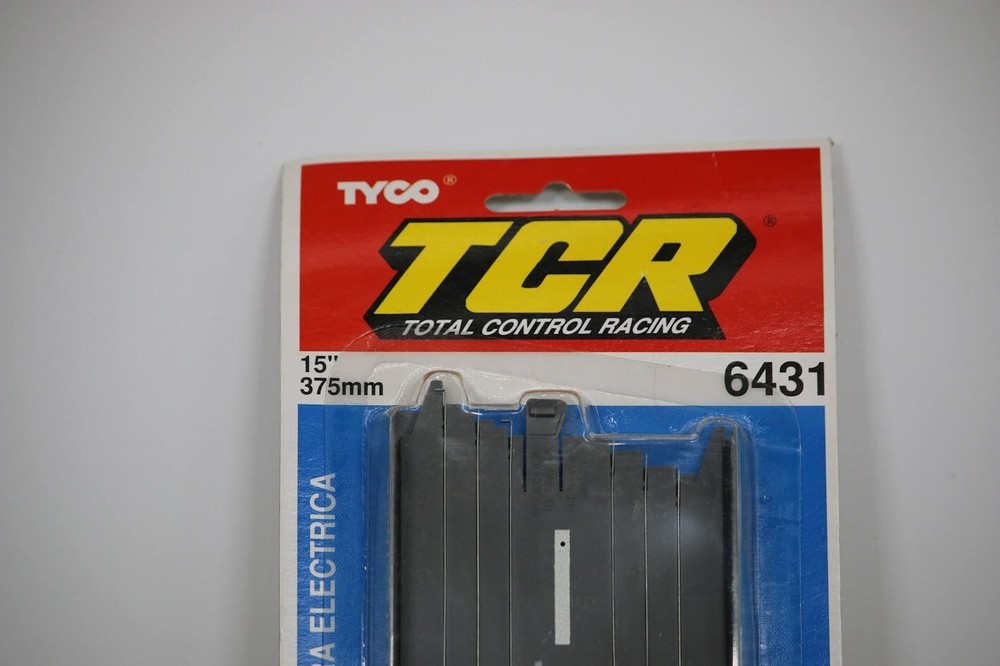 TYCO®
TCR®
TOTAL CONTROL RACING
15"
375mm
6431
ELECTRICA